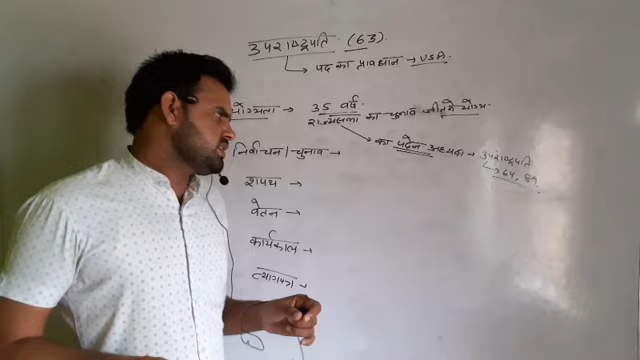 उपराष्ट्रपति (63)
पद का प्रावधान → USA.
योग्यता → 35 वर्ष.
राज्यसभा का चुनाव जीतने योग्य
का पदेन अध्यक्ष → उपराष्ट्रपति
→ 64, 89
निर्वाचन/चुनाव →
शपथ →
वेतन →
कार्यकाल →
त्यागपत्र →